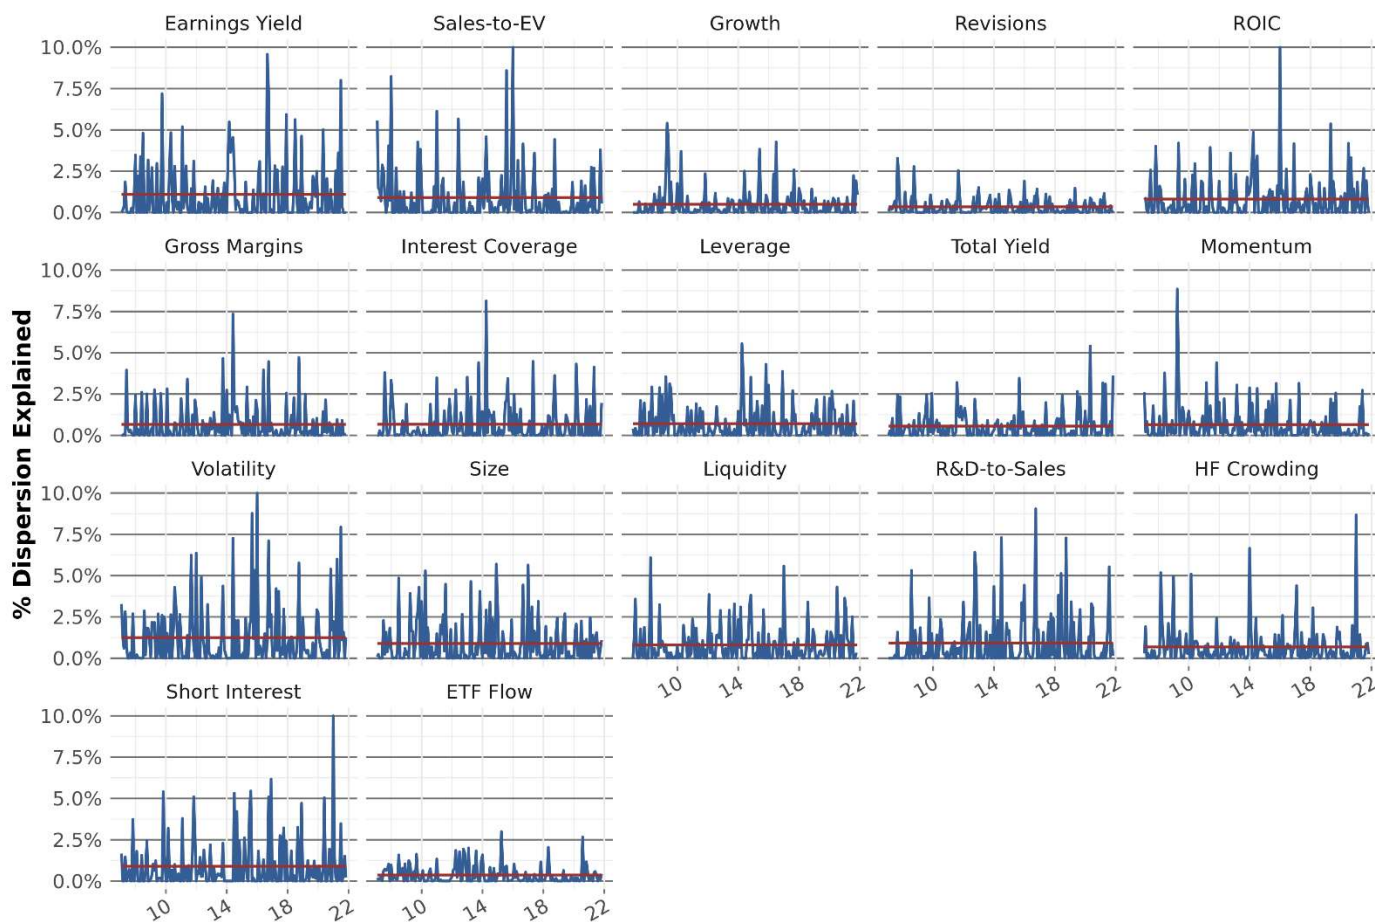 Earnings Yield Sales-to-EV Growth Revisions ROIC
10.0%
7.5%
5.0%
2.5%
0.0%
Gross Margins Interest Coverage Leverage Total Yield Momentum
10.0%
7.5%
5.0%
2.5%
0.0%
% Dispersion Explained
Volatility Size Liquidity R&D-to-Sales HF Crowding
10.0%
7.5%
5.0%
2.5%
0.0%
10 14 18 22 10 14 18 22 10 14 18 22
Short Interest ETF Flow
10.0%
7.5%
5.0%
2.5%
0.0%
10 14 18 22 10 14 18 22